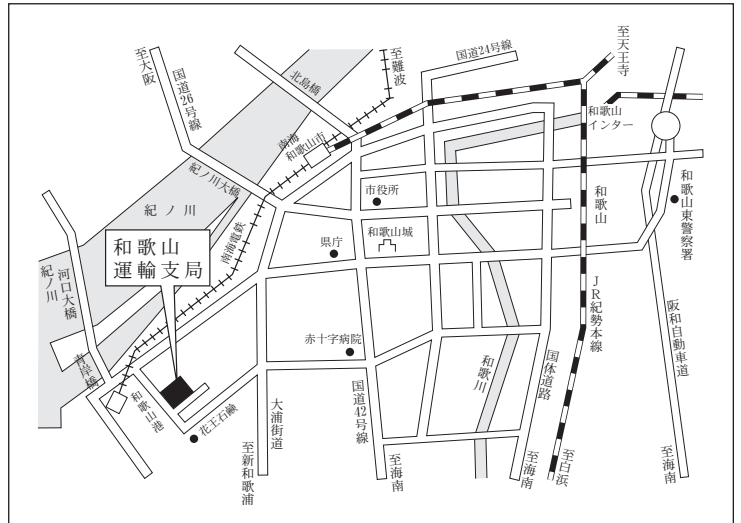 至大阪
国道26号線
北島橋
至難波
国道24号線
至天王寺
和歌山
インター
南海
和歌山市
紀ノ川大橋
紀ノ川
市役所
和歌山城
県庁
南海電鉄
和歌山
運輸支局
和歌山
和歌山東警察署
紀ノ川
河口大橋
青岸橋
JR紀勢本線
阪和自動車道
赤十字病院
和歌川
国体道路
国道42号線
大浦街道
和歌山港
花王石鹸
至新和歌浦
至海南
至海南
至白浜
至海南